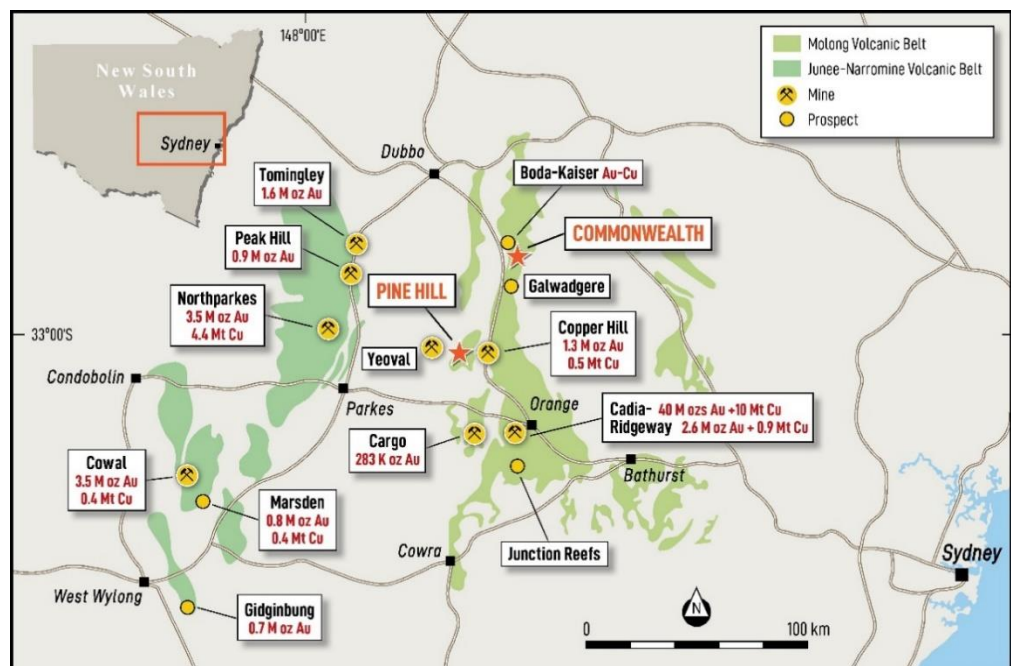 148°00'E
New South
Wales
Sydney
Molong Volcanic Belt
Junee-Narromine Volcanic Belt
Mine
Prospect
Dubbo
Tomingley
1.6 M oz Au
Boda-Kaiser Au-Cu
Peak Hill
0.9 M oz Au
COMMONWEALTH
PINE HILL
Galwadgere
Northparkes
3.5 M oz Au
4.4 Mt Cu
33°00'S
Yeoval
Copper Hill
1.3 M oz Au
0.5 Mt Cu
Condobolin
Parkes
Orange
Cadia- 40 M ozs Au +10 Mt Cu
Ridgeway 2.6 M oz Au + 0.9 Mt Cu
Cargo
283 K oz Au
Cowal
3.5 M oz Au
0.4 Mt Cu
Bathurst
Marsden
0.8 M oz Au
0.4 Mt Cu
Cowra
Junction Reefs
Sydney
West Wylong
Gidginbung
0.7 M oz Au
N
0
100 km